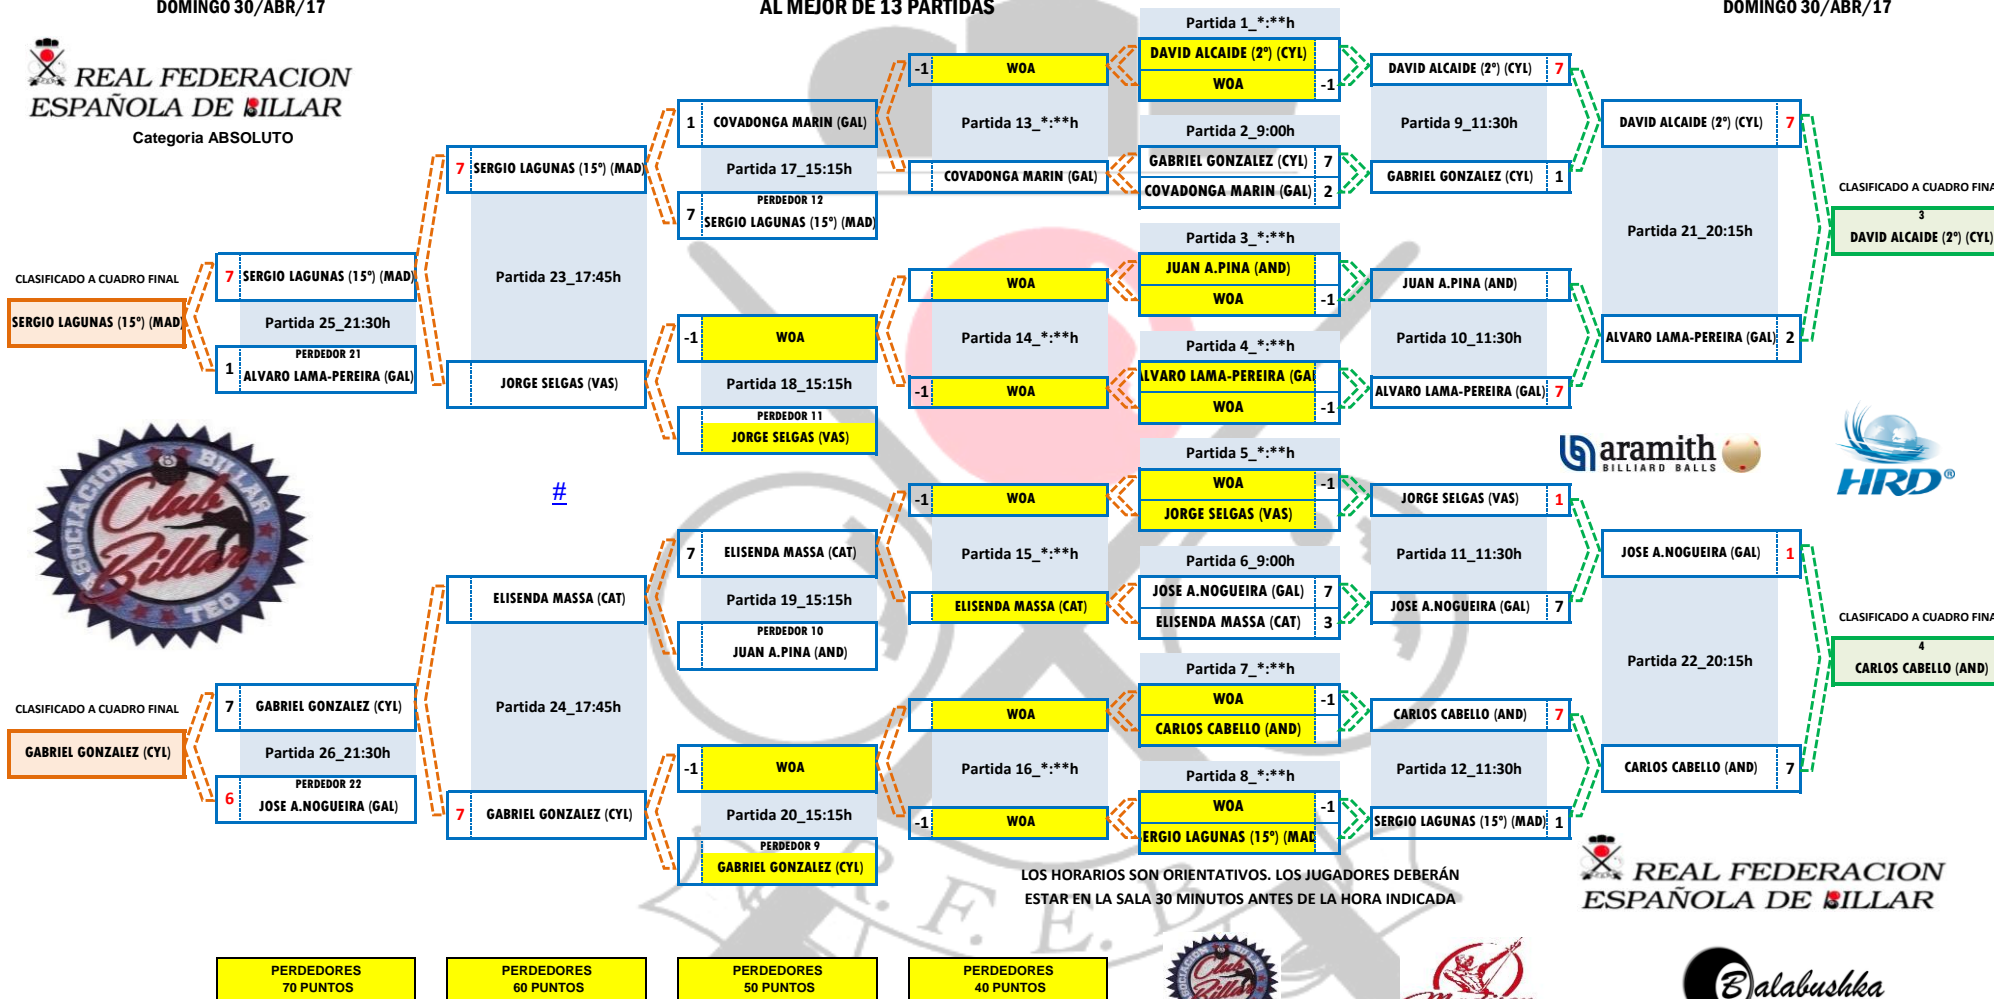 DOMINGO 30/ABR/17
AL MEJOR DE 13 PARTIDAS
DOMINGO 30/ABR/17
REAL FEDERACION
ESPAÑOLA DE BILLAR
Categoria ABSOLUTO
CLASIFICADO A CUADRO FINAL
SERGIO LAGUNAS (15º) (MAD)
7 SERGIO LAGUNAS (15º) (MAD)
Partida 25_21:30h
PERDEDOR 21
1 ALVARO LAMA-PEREIRA (GAL)
CLASIFICADO A CUADRO FINAL
GABRIEL GONZALEZ (CYL)
7 GABRIEL GONZALEZ (CYL)
Partida 26_21:30h
PERDEDOR 22
6 JOSE A.NOGUEIRA (GAL)
7 SERGIO LAGUNAS (15º) (MAD)
Partida 23_17:45h
JORGE SELGAS (VAS)
#
ELISENDA MASSA (CAT)
Partida 24_17:45h
7 GABRIEL GONZALEZ (CYL)
1 COVADONGA MARIN (GAL)
Partida 17_15:15h
PERDEDOR 12
7 SERGIO LAGUNAS (15º) (MAD)
-1 WOA
Partida 18_15:15h
PERDEDOR 11
JORGE SELGAS (VAS)
7 ELISENDA MASSA (CAT)
Partida 19_15:15h
PERDEDOR 10
JUAN A.PINA (AND)
-1 WOA
Partida 20_15:15h
PERDEDOR 9
GABRIEL GONZALEZ (CYL)
-1 WOA
Partida 13_*:**h
COVADONGA MARIN (GAL)
WOA
Partida 14_*:**h
-1 WOA
-1 WOA
Partida 15_*:**h
ELISENDA MASSA (CAT)
WOA
Partida 16_*:**h
-1 WOA
Partida 1_*:**h
DAVID ALCAIDE (2º) (CYL)
WOA -1
Partida 2_9:00h
GABRIEL GONZALEZ (CYL) 7
COVADONGA MARIN (GAL) 2
Partida 3_*:**h
JUAN A.PINA (AND)
WOA -1
Partida 4_*:**h
LVARO LAMA-PEREIRA (GA
WOA -1
Partida 5_*:**h
WOA -1
JORGE SELGAS (VAS)
Partida 6_9:00h
JOSE A.NOGUEIRA (GAL) 7
ELISENDA MASSA (CAT) 3
Partida 7_*:**h
WOA -1
CARLOS CABELLO (AND)
Partida 8_*:**h
WOA -1
ERGIO LAGUNAS (15º) (MAD
DAVID ALCAIDE (2º) (CYL) 7
Partida 9_11:30h
GABRIEL GONZALEZ (CYL) 1
JUAN A.PINA (AND)
Partida 10_11:30h
ALVARO LAMA-PEREIRA (GAL) 7
JORGE SELGAS (VAS) 1
Partida 11_11:30h
JOSE A.NOGUEIRA (GAL) 7
CARLOS CABELLO (AND) 7
Partida 12_11:30h
SERGIO LAGUNAS (15º) (MAD) 1
DAVID ALCAIDE (2º) (CYL) 7
Partida 21_20:15h
ALVARO LAMA-PEREIRA (GAL) 2
JOSE A.NOGUEIRA (GAL) 1
Partida 22_20:15h
CARLOS CABELLO (AND) 7
CLASIFICADO A CUADRO FINA
3
DAVID ALCAIDE (2º) (CYL)
CLASIFICADO A CUADRO FINA
4
CARLOS CABELLO (AND)
aramith
BILLIARD BALLS
HRD®
ASOCIACION BILLAR
Club
Billar
TEO
LOS HORARIOS SON ORIENTATIVOS. LOS JUGADORES DEBERÁN
ESTAR EN LA SALA 30 MINUTOS ANTES DE LA HORA INDICADA
R. F. E. B.
REAL FEDERACION
ESPAÑOLA DE BILLAR
PERDEDORES
70 PUNTOS
PERDEDORES
60 PUNTOS
PERDEDORES
50 PUNTOS
PERDEDORES
40 PUNTOS
Club
Billar
Balabushka